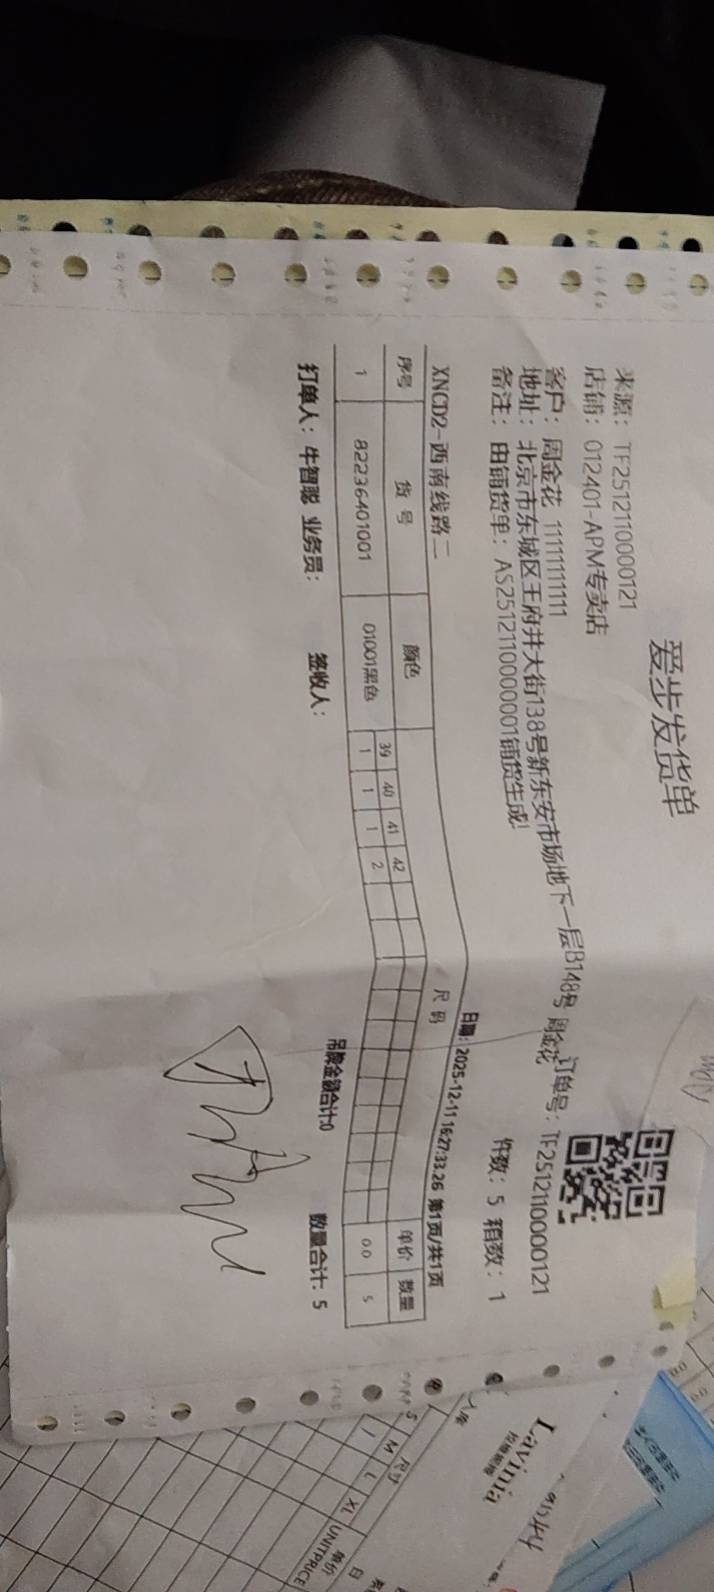 爱步发货单
来源：TF2512110000121
店铺：012401-APM专卖店
订单号：TF2512110000121
客户：周金花 11111111111
地址：北京市东城区王府井大街138号新东安市场地下一层B148号 周金花
件数：5 箱数：1
备注：由铺货单：AS2512110000001铺货生成!
日期：2025-12-11 16:27:33.26 第1页/共1页
XNCD2-西南线路二
序号 货号 颜色 尺码 单价 数量
39 40 41 42
1 82236401001 01001黑色 1 1 1 2 0.0 5
吊牌金额合计:0 数量合计: 5
打单人：牛智聪 业务员： 签收人：
Lavinia
尺寸
S M L XL
单价
UNITPRICE